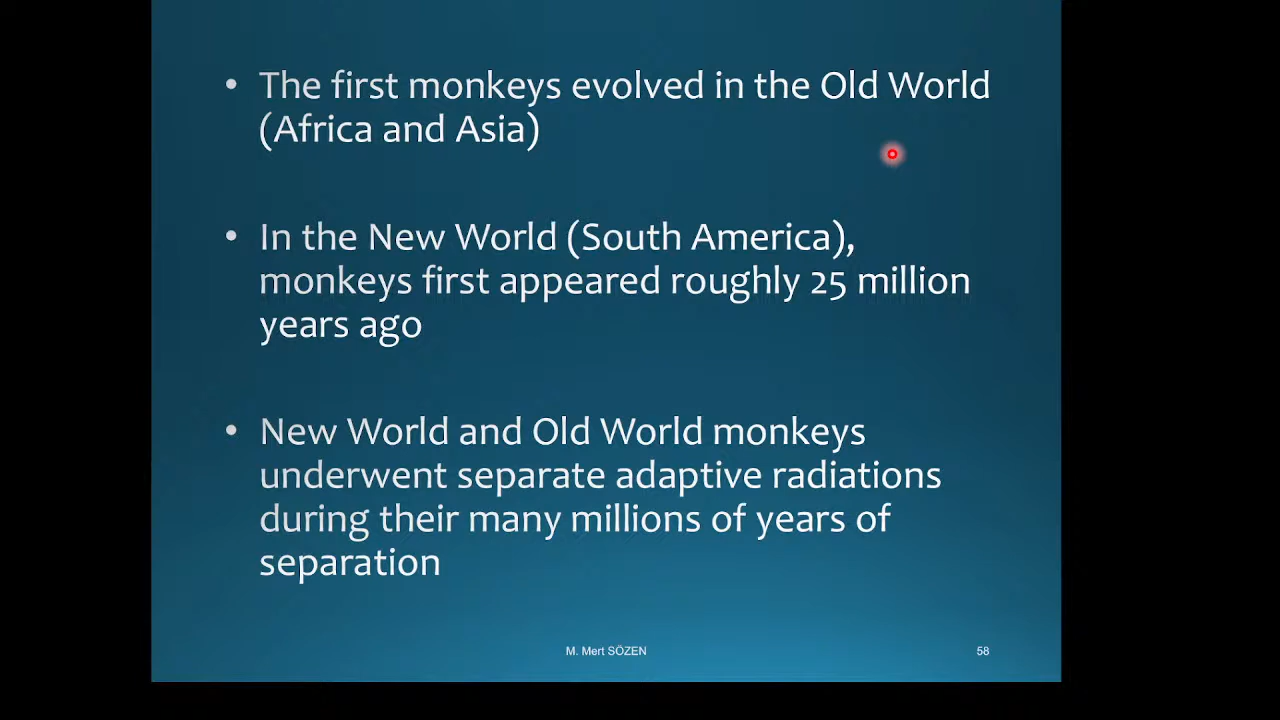 • The first monkeys evolved in the Old World
(Africa and Asia)
• In the New World (South America),
monkeys first appeared roughly 25 million
years ago
• New World and Old World monkeys
underwent separate adaptive radiations
during their many millions of years of
separation
M. Mert SÖZEN
58